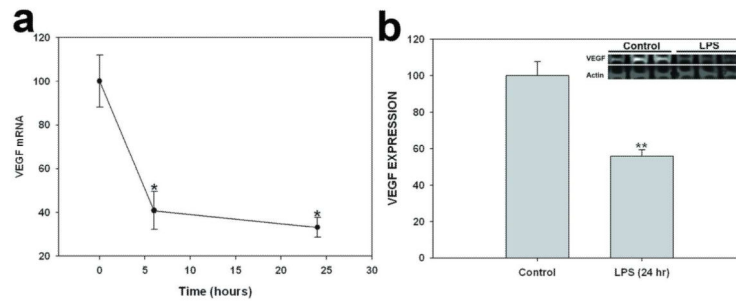 a
120
100
80
60
40
20
VEGF mRNA
*
*
0 5 10 15 20 25 30
Time (hours)
b
120
100
80
60
40
20
0
VEGF EXPRESSION
Control LPS
VEGF
Actin
**
Control LPS (24 hr)